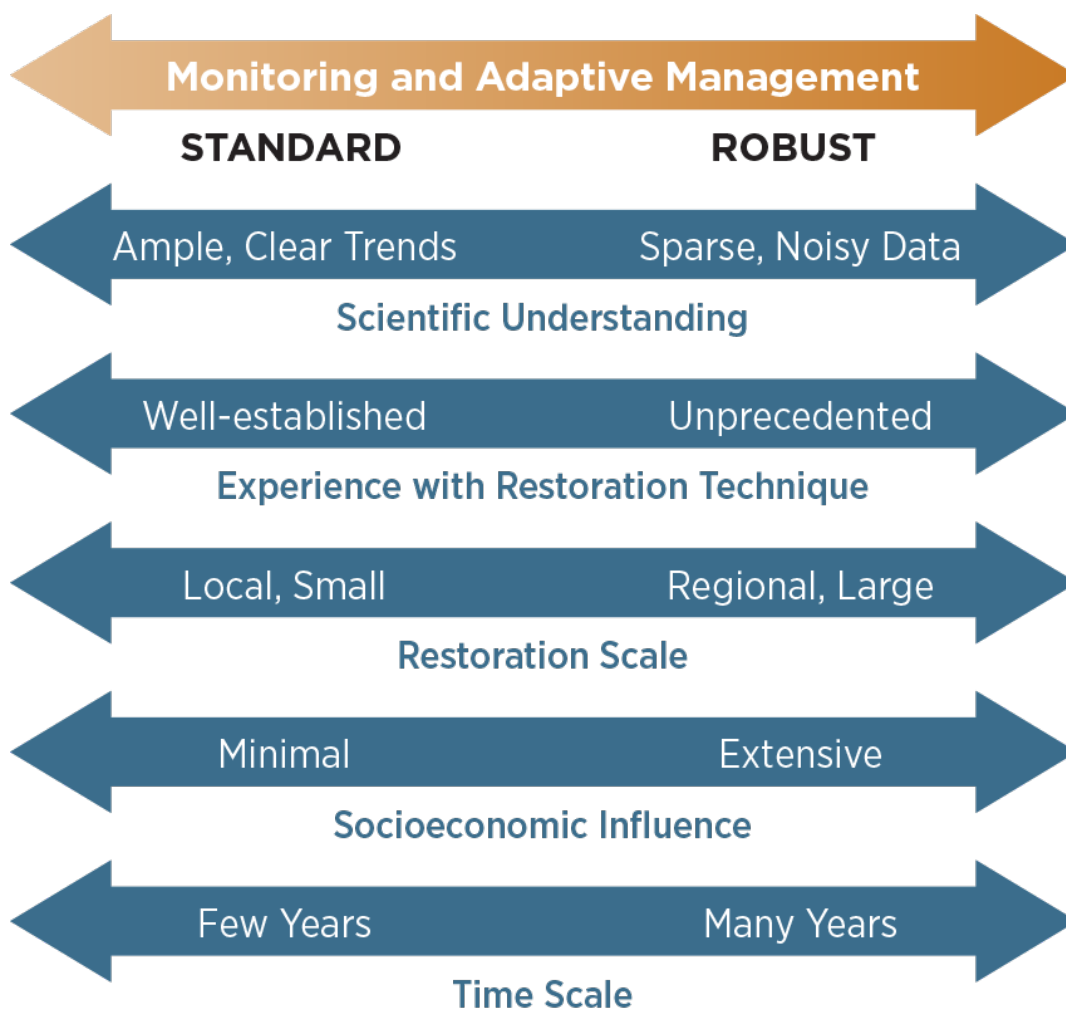 Monitoring and Adaptive Management
STANDARD ROBUST
Ample, Clear Trends Sparse, Noisy Data
Scientific Understanding
Well-established Unprecedented
Experience with Restoration Technique
Local, Small Regional, Large
Restoration Scale
Minimal Extensive
Socioeconomic Influence
Few Years Many Years
Time Scale